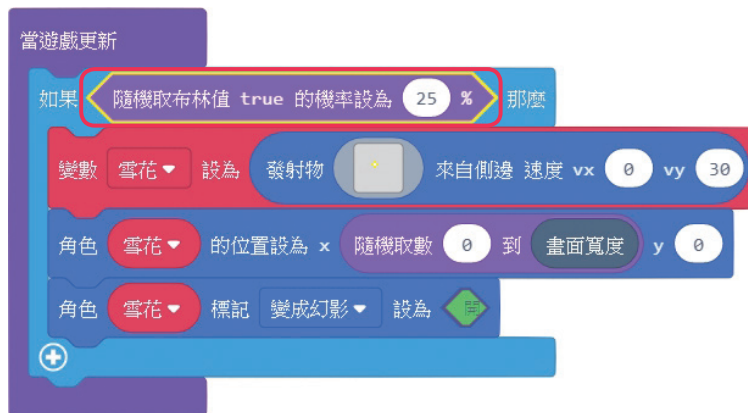 當遊戲更新
如果 隨機取布林值 true 的機率設為 25 % 那麼
變數 雪花 設為 發射物 來自側邊 速度 vx 0 vy 30
角色 雪花 的位置設為 x 隨機取數 0 到 畫面寬度 y 0
角色 雪花 標記 變成幻影 設為 開